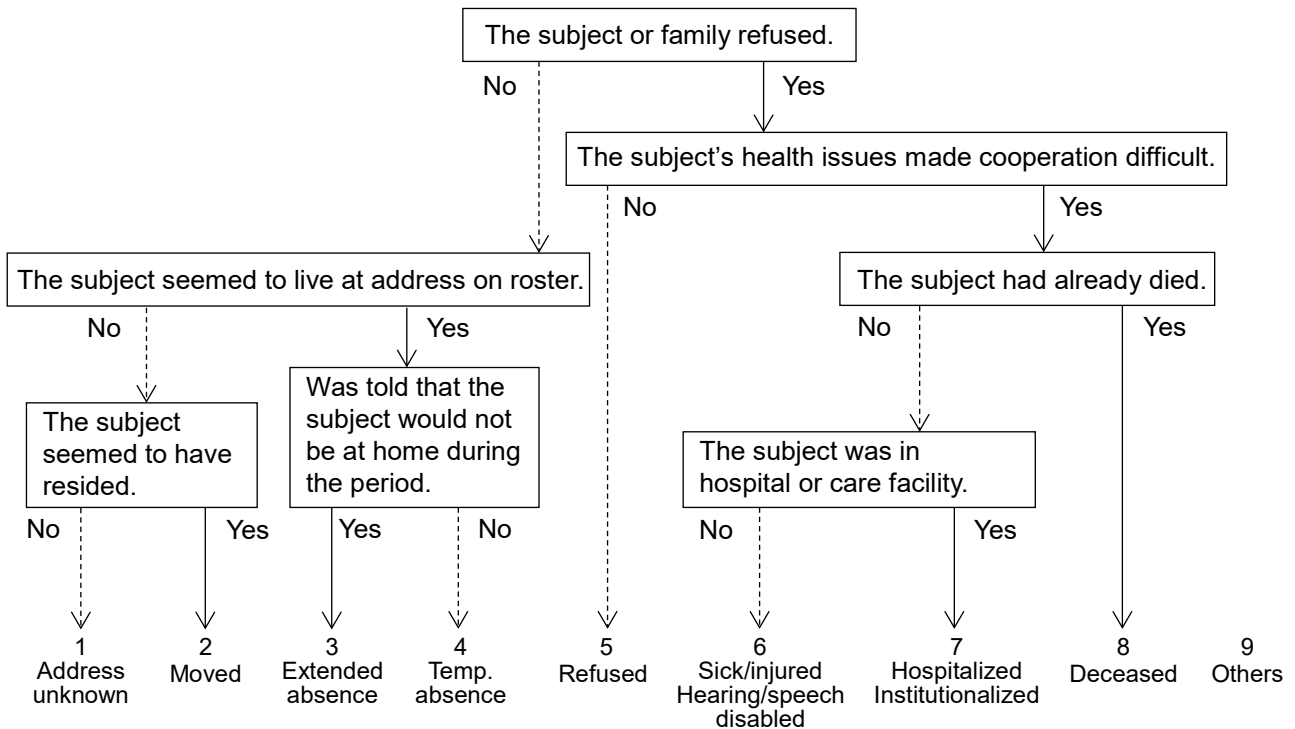 The subject or family refused.
No
Yes
The subject’s health issues made cooperation difficult.
No
Yes
The subject seemed to live at address on roster.
The subject had already died.
No
Yes
No
Yes
Was told that the
subject would not
be at home during
the period.
The subject
seemed to have
resided.
The subject was in
hospital or care facility.
No
Yes
Yes
No
No
Yes
1
Address
unknown
2
Moved
3
Extended
absence
4
Temp.
absence
5
Refused
6
Sick/injured
Hearing/speech
disabled
7
Hospitalized
Institutionalized
8
Deceased
9
Others